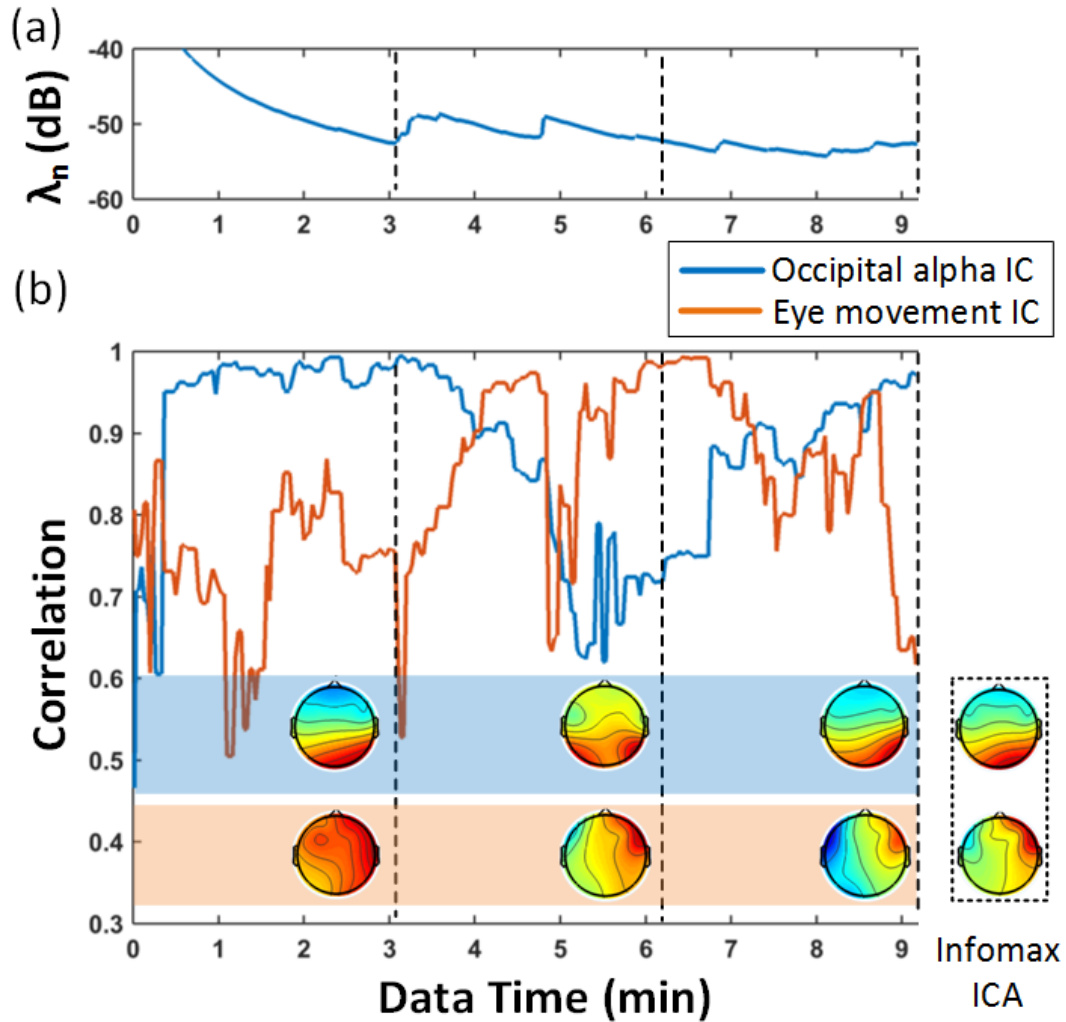 (a)
λn (dB)
-40
-50
-60
0 1 2 3 4 5 6 7 8 9
Occipital alpha IC
Eye movement IC
(b)
Correlation
1
0.9
0.8
0.7
0.6
0.5
0.4
0.3
0 1 2 3 4 5 6 7 8 9
Data Time (min)
Infomax
ICA